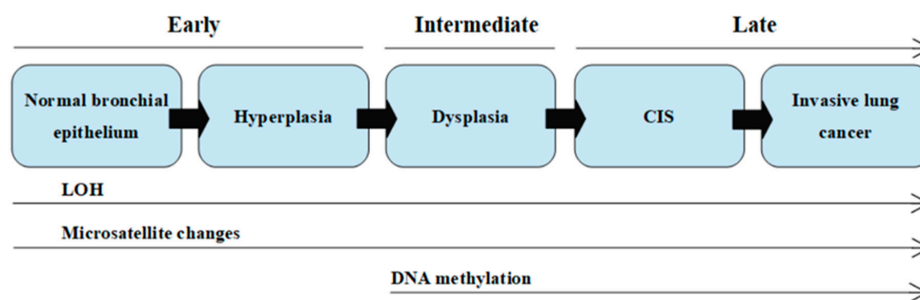 Early
Intermediate
Late
Normal bronchial
epithelium
Hyperplasia
Dysplasia
CIS
Invasive lung
cancer
LOH
Microsatellite changes
DNA methylation